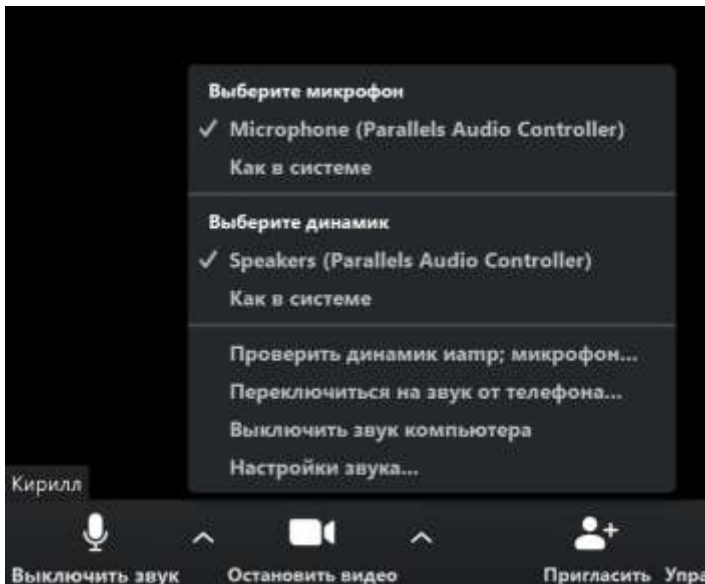 Выберите микрофон
Microphone (Parallels Audio Controller)
Как в системе
Выберите динамик
Speakers (Parallels Audio Controller)
Как в системе
Проверить динамик иamp; микрофон...
Переключиться на звук от телефона...
Выключить звук компьютера
Настройки звука...
Кирилл
Выключить звук Остановить видео Пригласить Упра